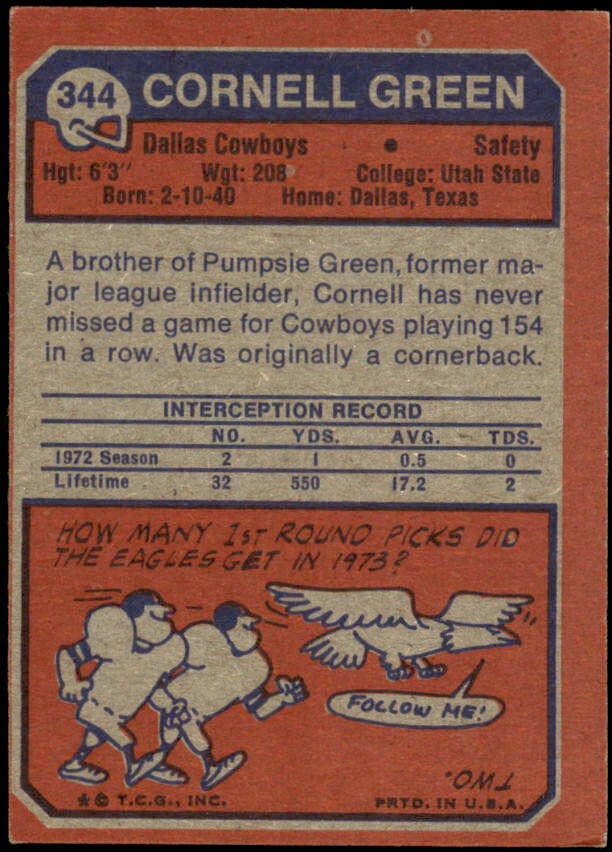 344 CORNELL GREEN
Dallas Cowboys • Safety
Hgt: 6'3" Wgt: 208 College: Utah State
Born: 2-10-40 Home: Dallas, Texas
A brother of Pumpsie Green, former ma-
jor league infielder, Cornell has never
missed a game for Cowboys playing 154
in a row. Was originally a cornerback.
INTERCEPTION RECORD
NO. YDS. AVG. TDS.
1972 Season 2 1 0.5 0
Lifetime 32 550 17.2 2
HOW MANY 1ST ROUND PICKS DID
THE EAGLES GET IN 1973?
FOLLOW ME!
TWO.
* © T.C.G., INC. PRTD. IN U.S.A.